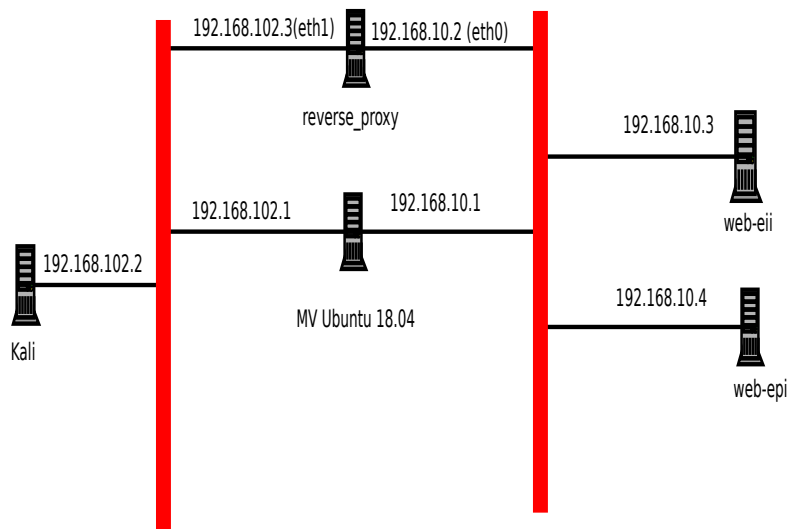 192.168.102.3(eth1)
192.168.10.2 (eth0)
reverse_proxy
192.168.10.3
web-eii
192.168.102.1
192.168.10.1
MV Ubuntu 18.04
192.168.102.2
Kali
192.168.10.4
web-epi